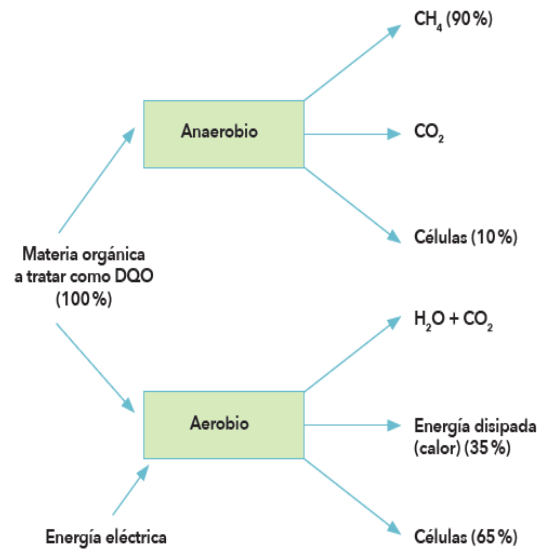 CH₄ (90%)
Anaerobio
CO₂
Células (10%)
Materia orgánica
a tratar como DQO
(100%)
H₂O + CO₂
Aerobio
Energía disipada
(calor) (35%)
Energía eléctrica
Células (65%)